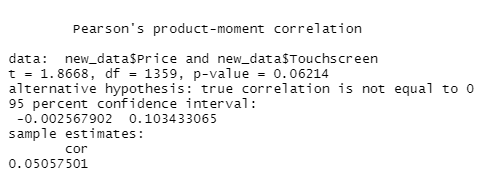 Pearson's product-moment correlation
data:  new_data$Price and new_data$Touchscreen
t = 1.8668, df = 1359, p-value = 0.06214
alternative hypothesis: true correlation is not equal to 0
95 percent confidence interval:
 -0.002567902  0.103433065
sample estimates:
       cor
0.05057501